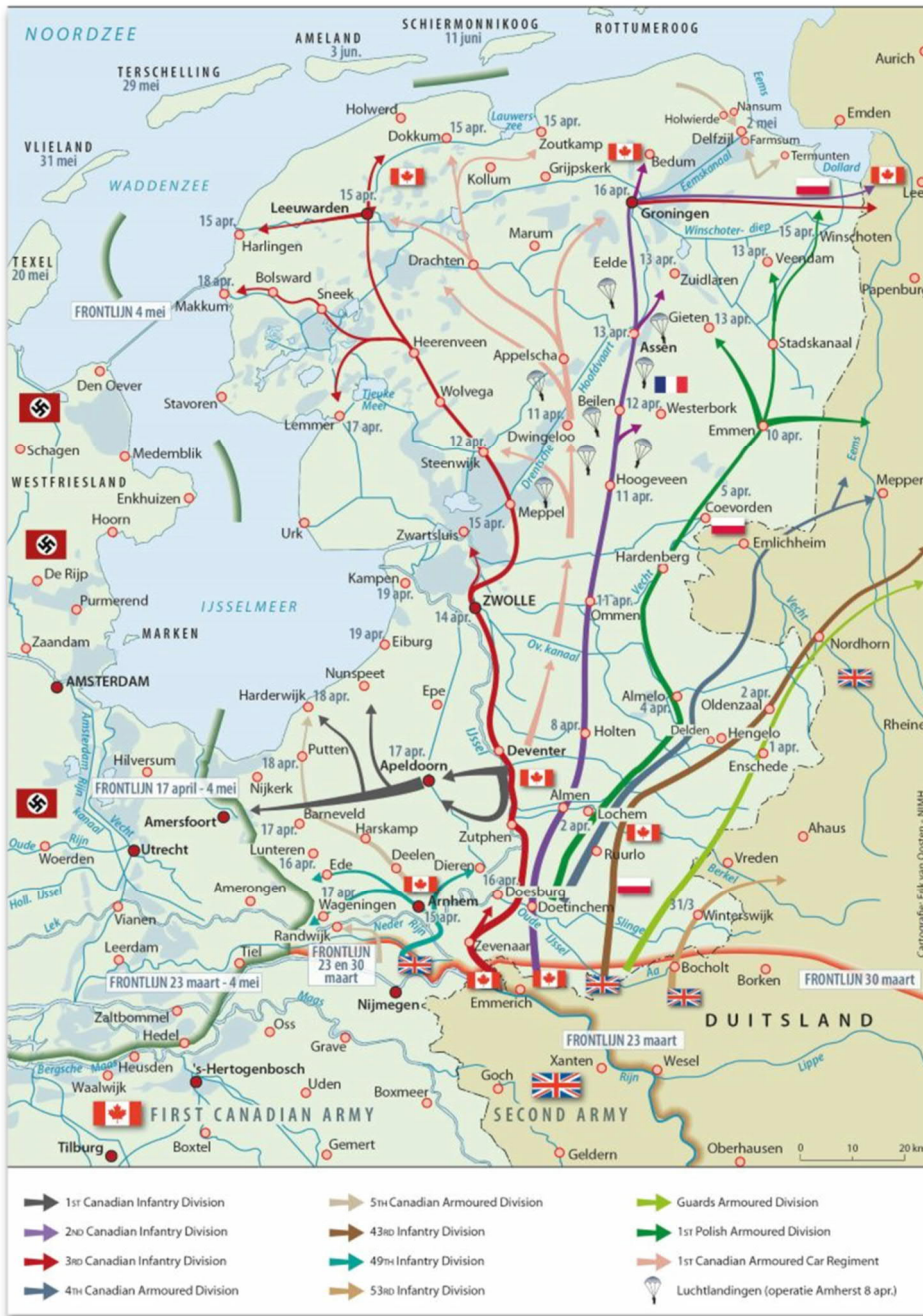 NOORDZEE
SCHIERMONNIKOOG
11 juni
AMELAND
3 jun.
ROTTUMEROOG
TERSCHELLING
29 mei
VLIELAND
31 mei
WADDENZEE
TEXEL
20 mei
Aurich
Eems
Nansum
Holwierde
2 mei
Delfzijl
Farmsum
Termunten
Emden
Dollard
Holwerd
Dokkum
15 apr.
Lauwers-
zee
15 apr.
Zoutkamp
Kollum
Grijpskerk
Bedum
Eemskanaal
15 apr.
Leeuwarden
16 apr.
Groningen
15 apr.
Harlingen
Winschoter- diep
15 apr.
Winschoten
Marum
Drachten
Eelde
13 apr.
Zuidlaren
13 apr.
Veendam
18 apr.
Makkum
Bolsward
Sneek
Papenburg
FRONTLIJN 4 mei
13 apr.
Assen
Gieten
13 apr.
Stadskanaal
Heerenveen
Appelscha
Hoofdvaart
Den Oever
Stavoren
Tjeuke
Meer
Wolvega
Lemmer
17 apr.
11 apr.
Dwingeloo
Beilen
12 apr.
Westerbork
Emmen
10 apr.
Schagen
Medemblik
12 apr.
Steenwijk
Drentsche
Eems
WESTFRIESLAND
Enkhuizen
Hoogeveen
11 apr.
Meppel
5 apr.
Coevorden
Meppen
Hoorn
Urk
Zwartsluis
15 apr.
Emlichheim
Hardenberg
Vecht
De Rijp
Purmerend
IJSSELMEER
Kampen
19 apr.
ZWOLLE
14 apr.
11 apr.
Ommen
Vecht
MARKEN
Zaandam
19 apr.
Eiburg
Ov. kanaal
Nordhorn
AMSTERDAM
Nunspeet
Harderwijk
18 apr.
Epe
IJssel
Almelo
4 apr.
2 apr.
Oldenzaal
Delden
Hengelo
8 apr.
Holten
1 apr.
Enschede
Amsterdam. Rijn
kanaal
Vecht
Hilversum
Putten
18 apr.
Nijkerk
17 apr.
Apeldoorn
Deventer
FRONTLIJN 17 april - 4 mei
Amersfoort
Barneveld
17 apr.
Harskamp
Zutphen
Almen
2 apr.
Lochem
Ahaus
Oude
Rijn
Woerden
Utrecht
Lunteren
16 apr.
Ede
Deelen
Dieren
Ruurlo
Vreden
Berkel
Holl. IJssel
Amerongen
17 apr.
Wageningen
Arnhem
15 apr.
16 apr.
Doesburg
Doetinchem
31/3
Winterswijk
Lek
Vianen
Randwijk
Neder
Rijn
Oude
IJssel
Slinge
Leerdam
Tiel
FRONTLIJN
23 en 30
maart
Zevenaar
Aa
Bocholt
Borken
FRONTLIJN 30 maart
FRONTLIJN 23 maart - 4 mei
Nijmegen
Emmerich
DUITSLAND
Zaltbommel
Maas
Hedel
Oss
Grave
FRONTLIJN 23 maart
Bergsche Maas
Heusden
Waalwijk
's-Hertogenbosch
Uden
Boxmeer
Goch
Xanten
Rijn
Wesel
Lippe
FIRST CANADIAN ARMY
SECOND ARMY
Tilburg
Boxtel
Gemert
Geldern
Oberhausen
0 10 20 km
1ST Canadian Infantry Division
2ND Canadian Infantry Division
3RD Canadian Infantry Division
4TH Canadian Armoured Division
5TH Canadian Armoured Division
43RD Infantry Division
49TH Infantry Division
53RD Infantry Division
Guards Armoured Division
1ST Polish Armoured Division
1ST Canadian Armoured Car Regiment
Luchtlandingen (operatie Amherst 8 apr.)